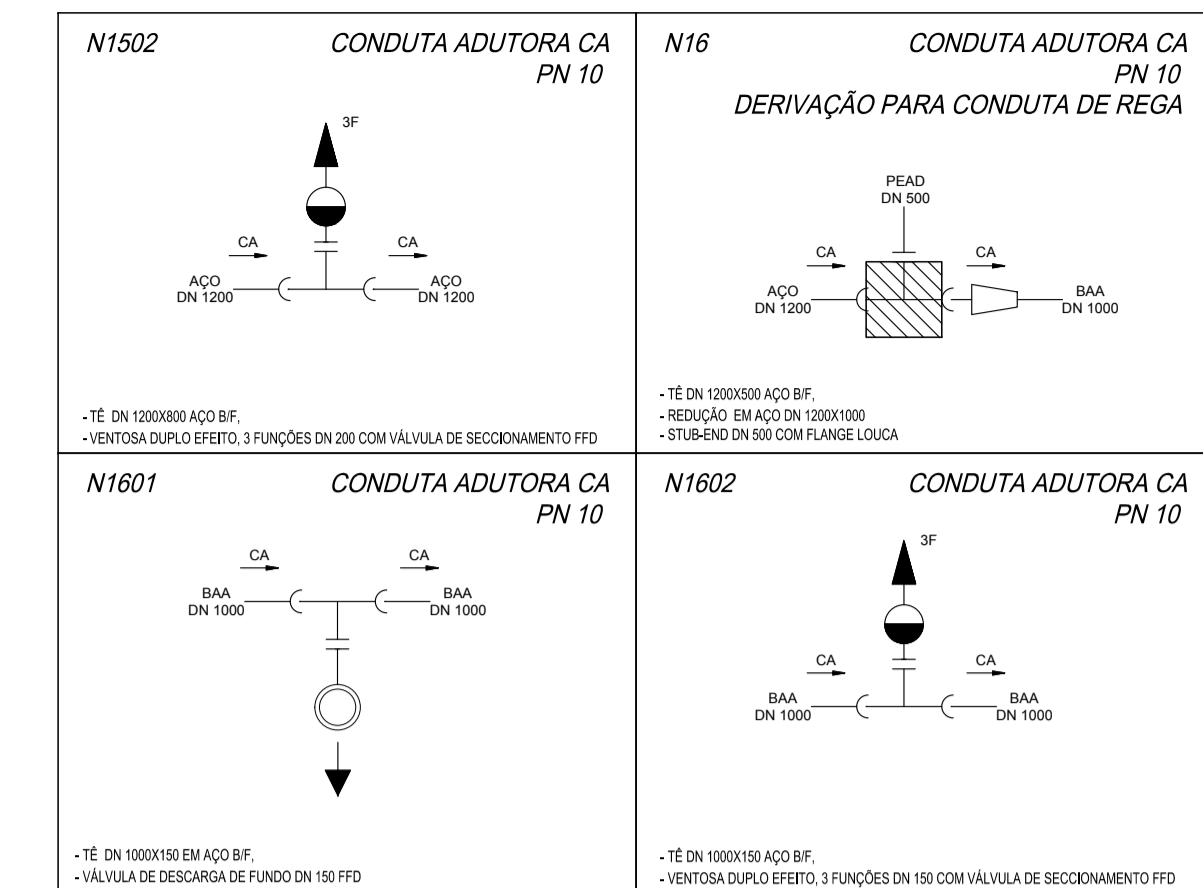 N1502
CONDUTA ADUTORA CA
PN 10
3F
CA
CA
AÇO
DN 1200
AÇO
DN 1200
- TÊ DN 1200X800 AÇO B/F,
- VENTOSA DUPLO EFEITO, 3 FUNÇÕES DN 200 COM VÁLVULA DE SECCIONAMENTO FFD
N16
CONDUTA ADUTORA CA
PN 10
DERIVAÇÃO PARA CONDUTA DE REGA
PEAD
DN 500
CA
CA
AÇO
DN 1200
BAA
DN 1000
- TÊ DN 1200X500 AÇO B/F,
- REDUÇÃO EM AÇO DN 1200X1000
- STUB-END DN 500 COM FLANGE LOUCA
N1601
CONDUTA ADUTORA CA
PN 10
CA
CA
BAA
DN 1000
BAA
DN 1000
- TÊ DN 1000X150 EM AÇO B/F,
- VÁLVULA DE DESCARGA DE FUNDO DN 150 FFD
N1602
CONDUTA ADUTORA CA
PN 10
3F
CA
CA
BAA
DN 1000
BAA
DN 1000
- TÊ DN 1000X150 AÇO B/F,
- VENTOSA DUPLO EFEITO, 3 FUNÇÕES DN 150 COM VÁLVULA DE SECCIONAMENTO FFD